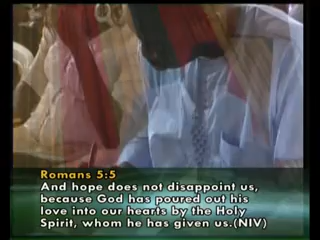 Romans 5:5
And hope does not disappoint us,
because God has poured out his
love into our hearts by the Holy
Spirit, whom he has given us.(NIV)